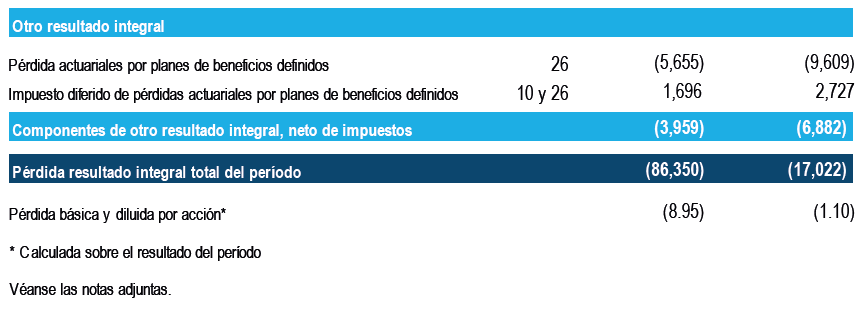 Otro resultado integral
Pérdida actuariales por planes de beneficios definidos 26 (5,655) (9,609)
Impuesto diferido de pérdidas actuariales por planes de beneficios definidos 10 y 26 1,696 2,727
Componentes de otro resultado integral, neto de impuestos (3,959) (6,882)
Pérdida resultado integral total del período (86,350) (17,022)
Pérdida básica y diluida por acción* (8.95) (1.10)
* Calculada sobre el resultado del período
Véanse las notas adjuntas.